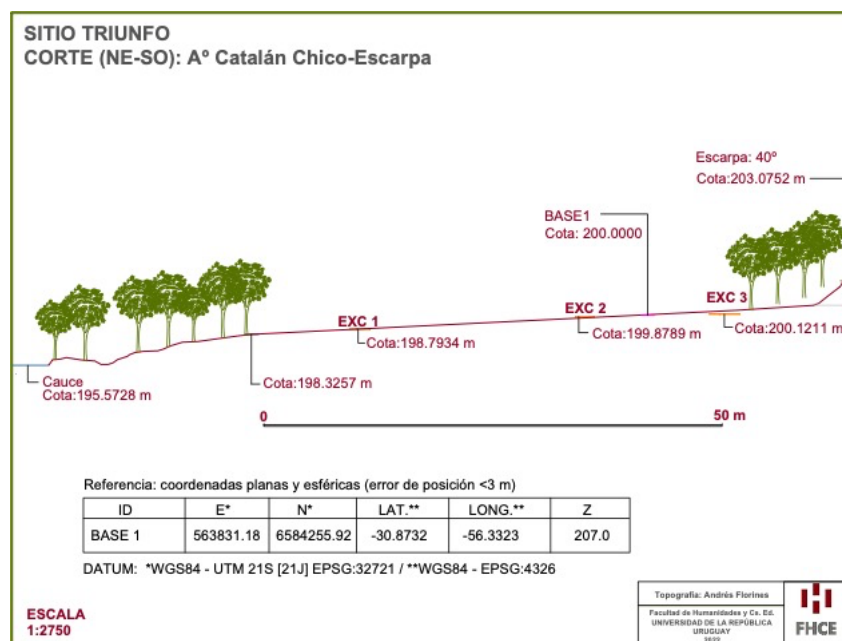 SITIO TRIUNFO
CORTE (NE-SO): Aº Catalán Chico-Escarpa
Escarpa: 40º
Cota:203.0752 m
BASE1
Cota: 200.0000
EXC 1
EXC 2
EXC 3
Cota:198.7934 m
Cota:199.8789 m
Cota:200.1211 m
Cauce
Cota:195.5728 m
Cota:198.3257 m
0
50 m
Referencia: coordenadas planas y esféricas (error de posición <3 m)
ID E* N* LAT.** LONG.** Z
BASE 1 563831.18 6584255.92 -30.8732 -56.3323 207.0
DATUM: *WGS84 - UTM 21S [21J] EPSG:32721 / **WGS84 - EPSG:4326
ESCALA
1:2750
Topografía: Andrés Florines
Facultad de Humanidades y Cs. Ed.
UNIVERSIDAD DE LA REPÚBLICA
URUGUAY
FHCE